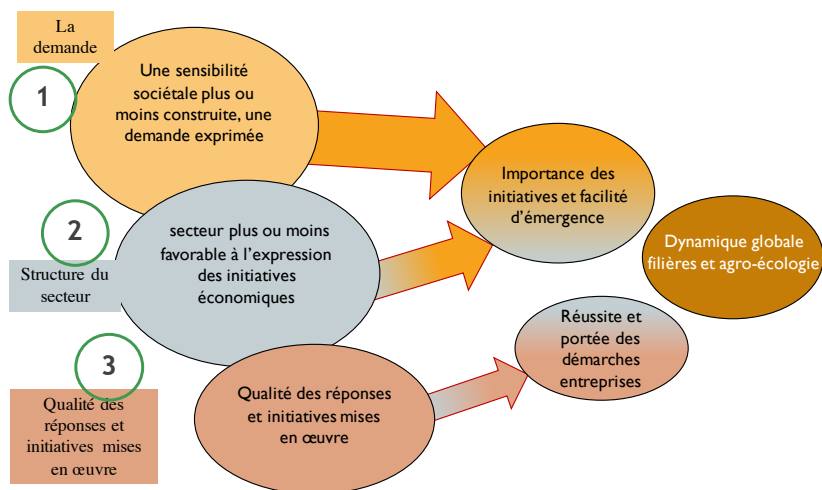 La
demande
1
Une sensibilité
sociétale plus ou
moins construite, une
demande exprimée
2
Structure du
secteur
secteur plus ou moins
favorable à l'expression
des initiatives
économiques
3
Qualité des
réponses et
initiatives mises
en œuvre
Qualité des réponses
et initiatives mises
en œuvre
Importance des
initiatives et facilité
d'émergence
Réussite et
portée des
démarches
entreprises
Dynamique globale
filières et agro-écologie